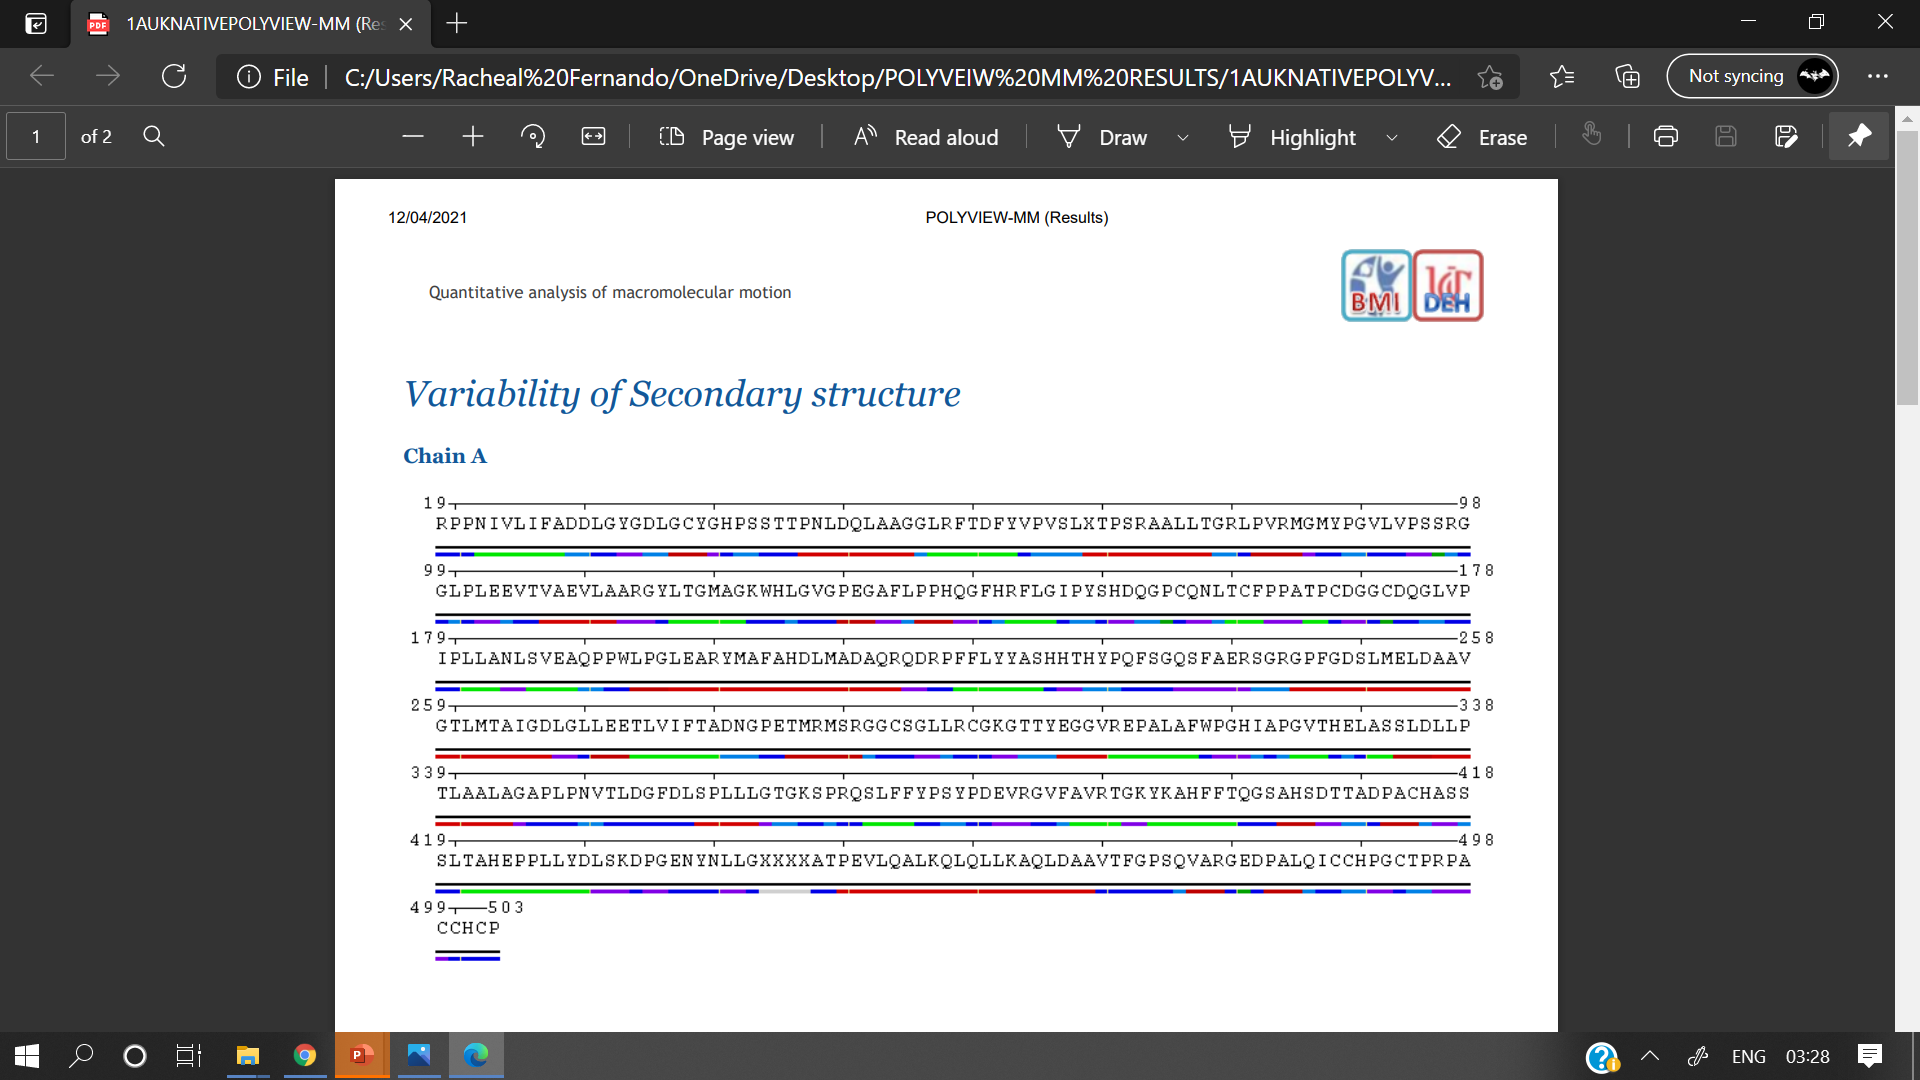 1AUKNATIVEPOLYVIEW-MM (Res
File
C:/Users/Racheal%20Fernando/OneDrive/Desktop/POLYVEIW%20MM%20RESULTS/1AUKNATIVEPOLYV...
Not syncing
1 of 2
Page view
Read aloud
Draw
Highlight
Erase
12/04/2021
POLYVIEW-MM (Results)
Quantitative analysis of macromolecular motion
BMI
DEH
Variability of Secondary structure
Chain A
19 98
RPPNIVLIFADDLGYGDLGCYGHPSSTTPNLDQLAAGGLRFTDFYVPVSLXTPSRAALLTGRLPVRMGMYPGVLVPSSRG
99 178
GLPLEEVTVAEVLAARGYLTGMAGKWHLGVGPEGAFLPPHQGFHRFLGIPYSHDQGPCQNLTCFPPATPCDGGCDQGLVP
179 258
IPLLANLSVEAQPPWLPGLEARYMAFAHDLMADAQRQDRPFFLYYASHHTHYPQFSGQSFAERSGRGPFGDSLMELDAAV
259 338
GTLMTAIGDLGLLEETLVIFTADNGPETMRMSRGGCSGLLRCGKGTTYEGGVREPALAFWPGHIAPGVTHELASSLDLLP
339 418
TLAALAGAPLPNVTLDGFDLSPLLLGTGKSPRQSLFFYPSYPDEVRGVFAVRTGKYKAHFFTQGSAHSDTTADPACHASS
419 498
SLTAHEPPLLYDLSKDPGENYNLLGXXXXATPEVLQALKQLQLLKAQLDAAVTFGPSQVARGEDPALQICCHPGCTPRPA
499 503
CCHCP
ENG
03:28